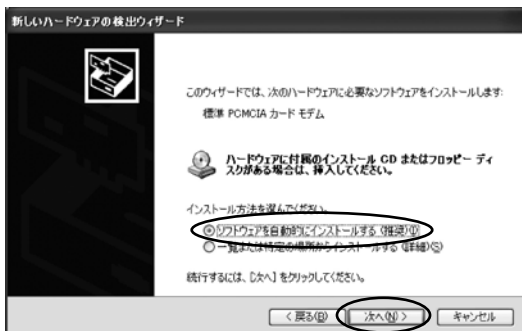 新しいハードウェアの検出ウィザード
このウィザードでは、次のハードウェアに必要なソフトウェアをインストールします:
標準 PCMCIA カード モデム
ハードウェアに付属のインストール CD またはフロッピー ディ
スクがある場合は、挿入してください。
インストール方法を選んでください。
ソフトウェアを自動的にインストールする (推奨)(I)
一覧または特定の場所からインストールする (詳細)(S)
続行するには、[次へ] をクリックしてください。
< 戻る(B)
次へ(N) >
キャンセル